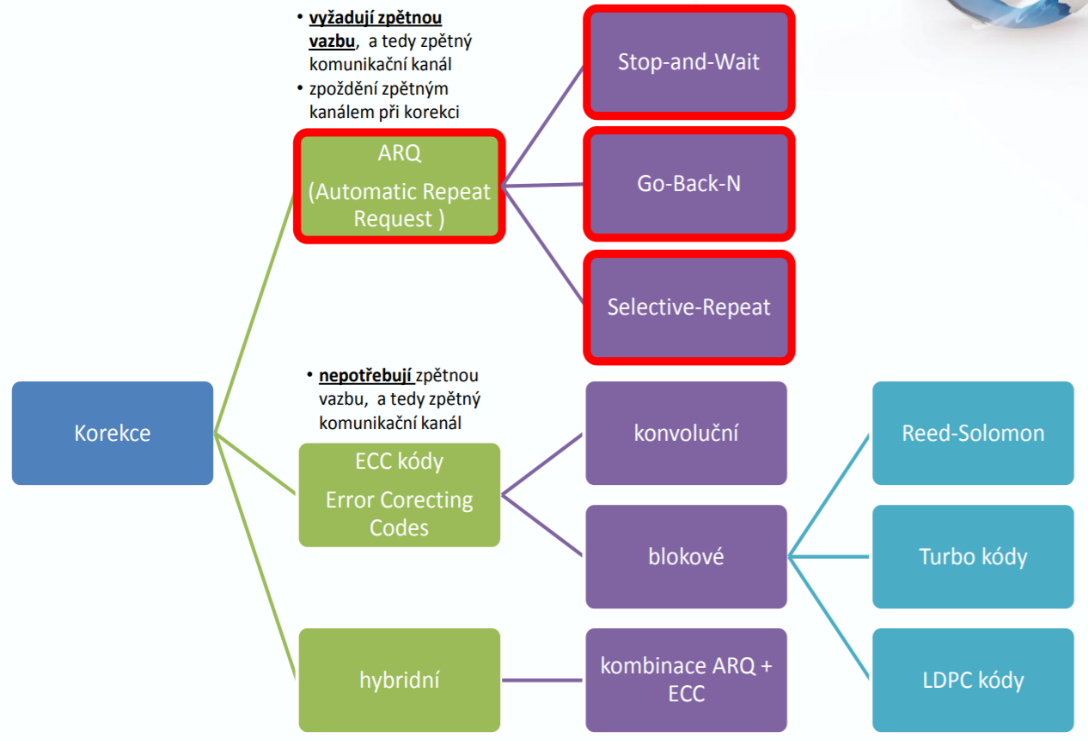 • vyžadují zpětnou
vazbu, a tedy zpětný
komunikační kanál
• zpoždění zpětným
kanálem při korekci
ARQ
(Automatic Repeat
Request )
Stop-and-Wait
Go-Back-N
Selective-Repeat
Korekce
• nepotřebují zpětnou
vazbu, a tedy zpětný
komunikační kanál
ECC kódy
Error Corecting
Codes
konvoluční
blokové
Reed-Solomon
Turbo kódy
LDPC kódy
hybridní
kombinace ARQ +
ECC